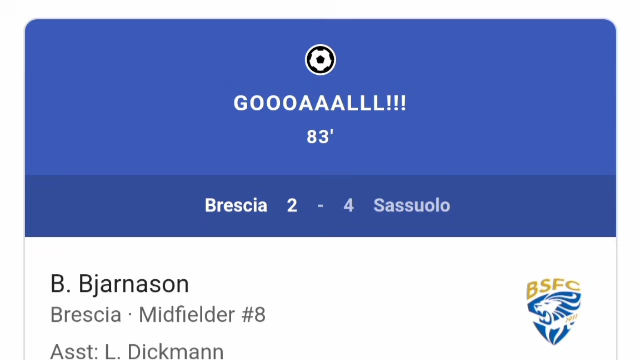 GOOOAAALLL!!!
83'
Brescia 2 - 4 Sassuolo
B. Bjarnason
Brescia · Midfielder #8
Asst: L. Dickmann
BSFC